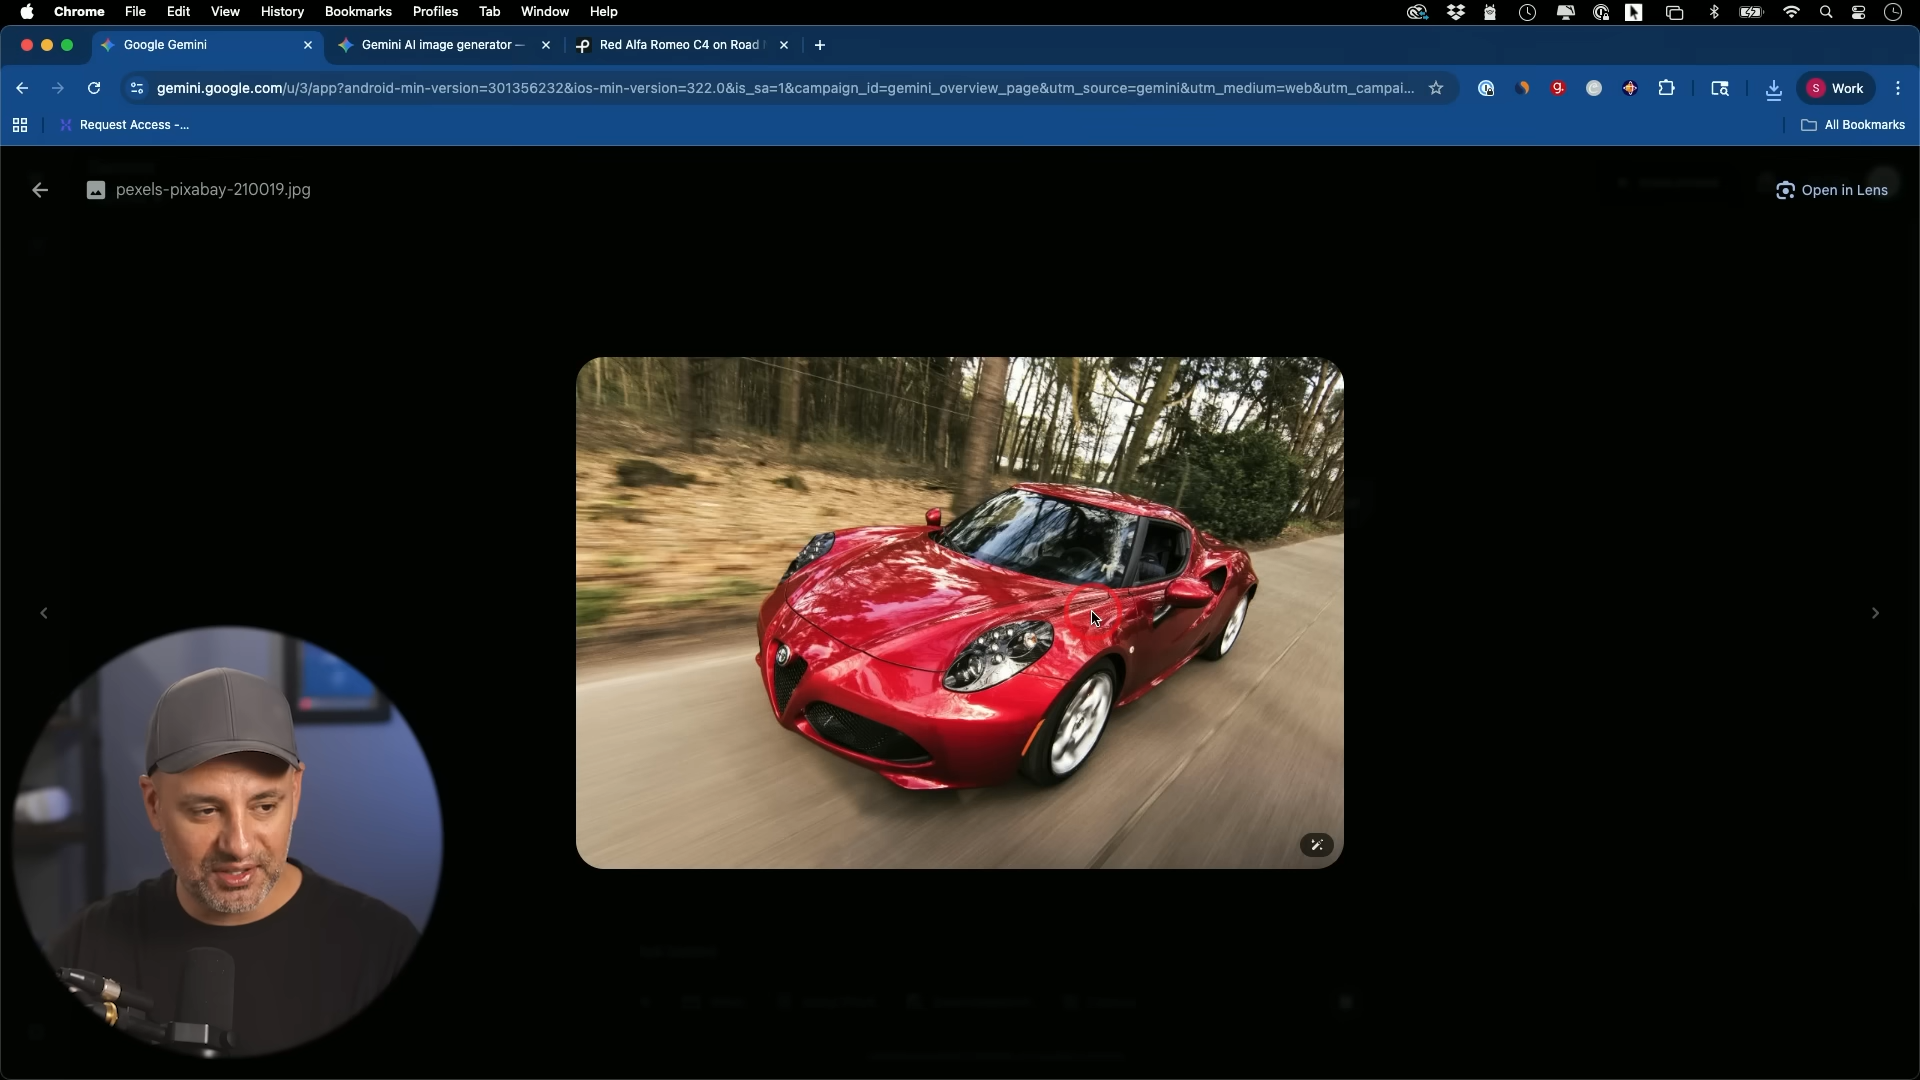 Chrome File Edit View History Bookmarks Profiles Tab Window Help
Google Gemini
Gemini AI image generator —
Red Alfa Romeo C4 on Road
gemini.google.com/u/3/app?android-min-version=301356232&ios-min-version=322.0&is_sa=1&campaign_id=gemini_overview_page&utm_source=gemini&utm_medium=web&utm_campai...
S Work
Request Access -...
All Bookmarks
pexels-pixabay-210019.jpg
Open in Lens